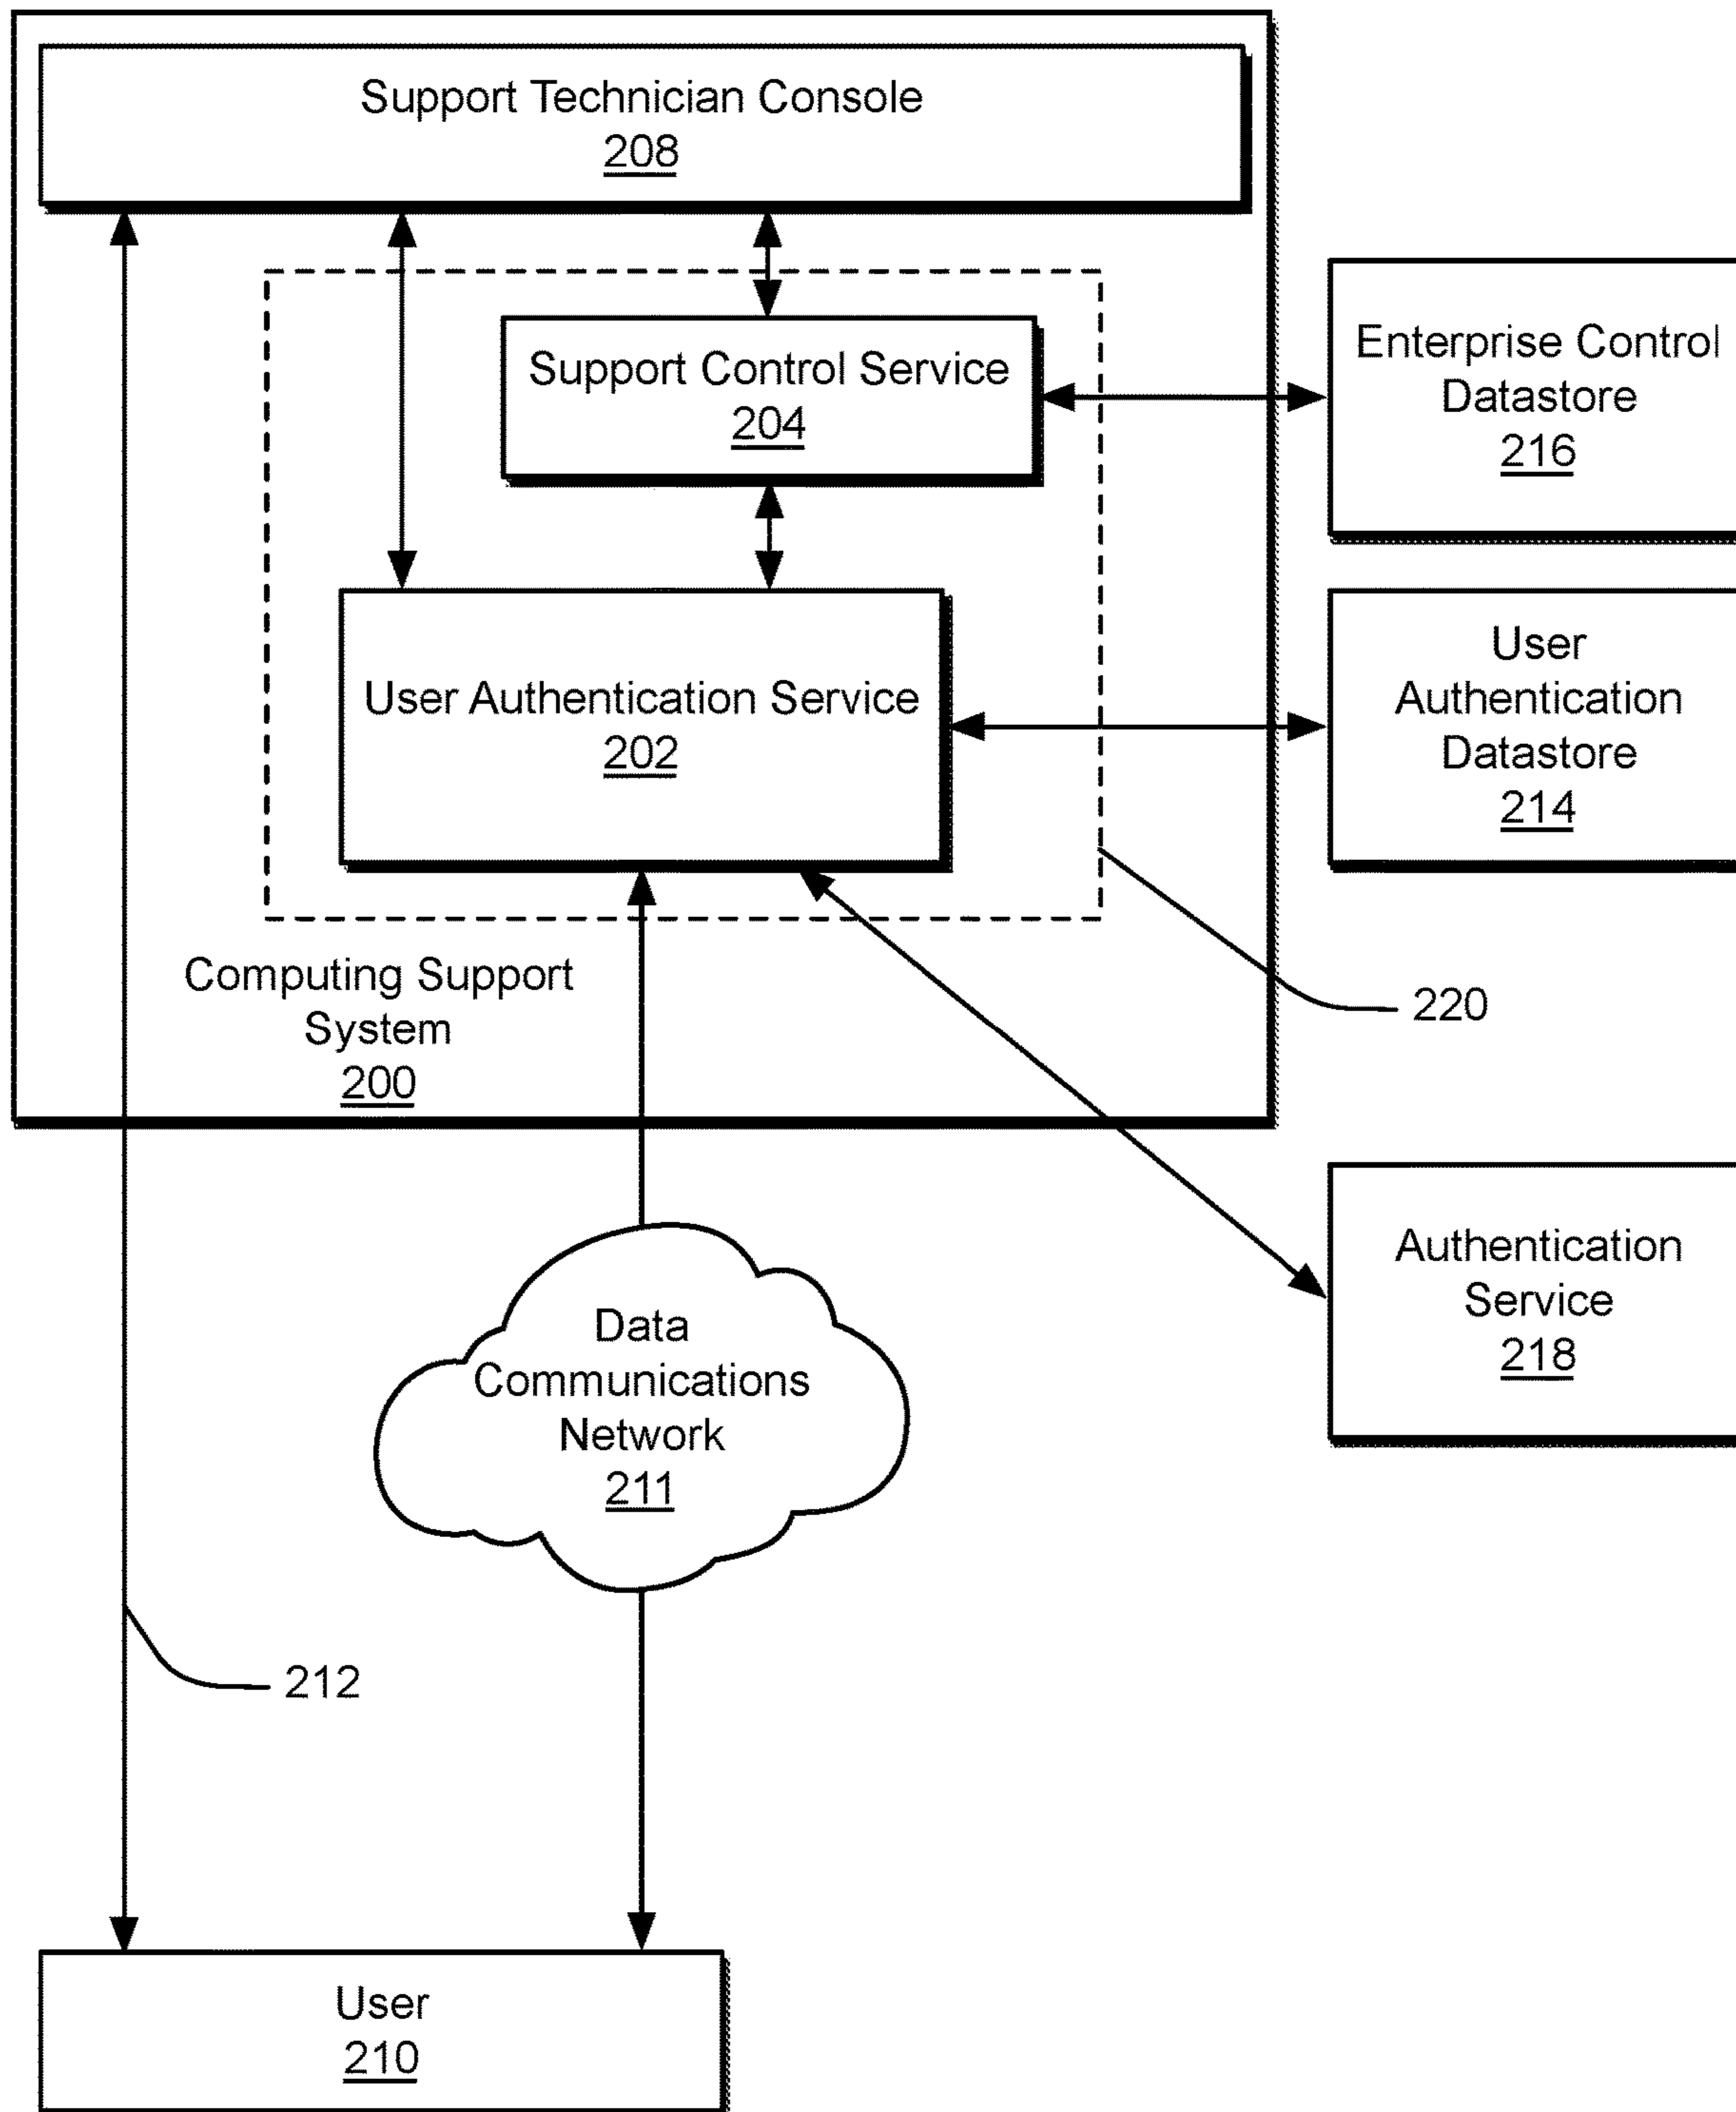 Support Technician Console
208
Support Control Service
204
Enterprise Control
Datastore
216
User Authentication Service
202
User
Authentication
Datastore
214
Computing Support
System
200
220
Authentication
Service
218
Data
Communications
Network
211
212
User
210